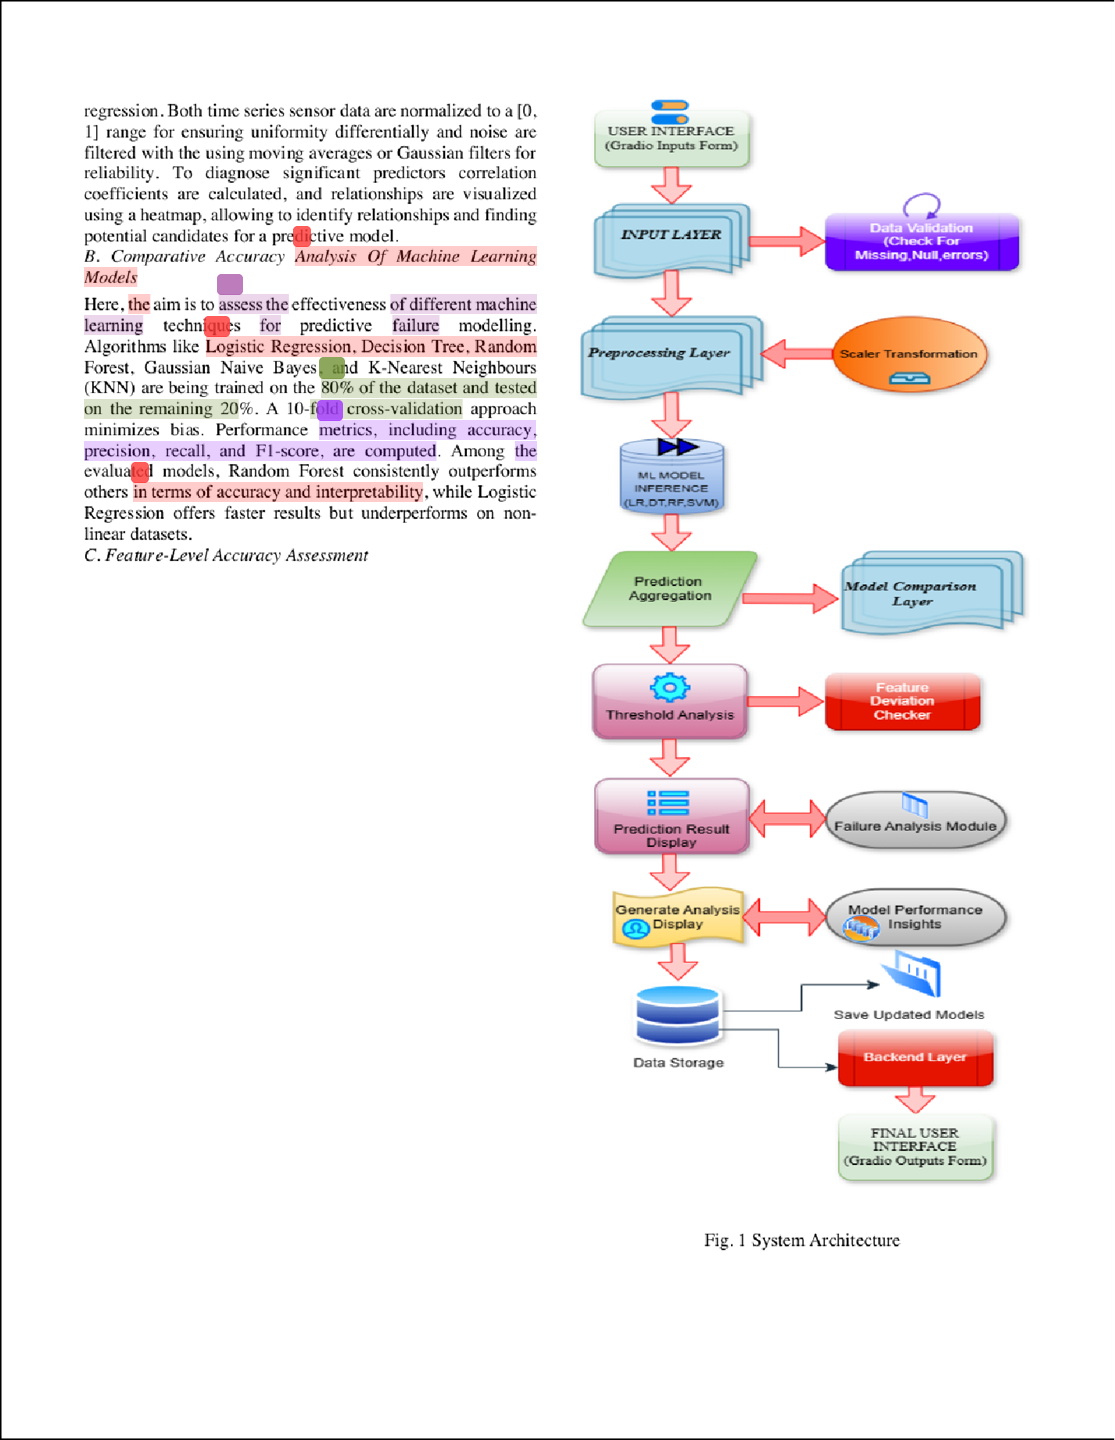 regression. Both time series sensor data are normalized to a [0,
1] range for ensuring uniformity differentially and noise are
filtered with the using moving averages or Gaussian filters for
reliability. To diagnose significant predictors correlation
coefficients are calculated, and relationships are visualized
using a heatmap, allowing to identify relationships and finding
potential candidates for a predictive model.
B. Comparative Accuracy Analysis Of Machine Learning
Models
Here, the aim is to assess the effectiveness of different machine
learning techniques for predictive failure modelling.
Algorithms like Logistic Regression, Decision Tree, Random
Forest, Gaussian Naive Bayes, and K-Nearest Neighbours
(KNN) are being trained on the 80% of the dataset and tested
on the remaining 20%. A 10-fold cross-validation approach
minimizes bias. Performance metrics, including accuracy,
precision, recall, and F1-score, are computed. Among the
evaluated models, Random Forest consistently outperforms
others in terms of accuracy and interpretability, while Logistic
Regression offers faster results but underperforms on non-
linear datasets.
C. Feature-Level Accuracy Assessment
USER INTERFACE
(Gradio Inputs Form)
INPUT LAYER
Data Validation
(Check For
Missing,Null,errors)
Preprocessing Layer
Scaler Transformation
ML MODEL
INFERENCE
(LR,DT,RF,SVM)
Prediction
Aggregation
Model Comparison
Layer
Threshold Analysis
Feature
Deviation
Checker
Prediction Result
Display
Failure Analysis Module
Generate Analysis
Display
Model Performance
Insights
Save Updated Models
Data Storage
Backend Layer
FINAL USER
INTERFACE
(Gradio Outputs Form)
Fig. 1 System Architecture